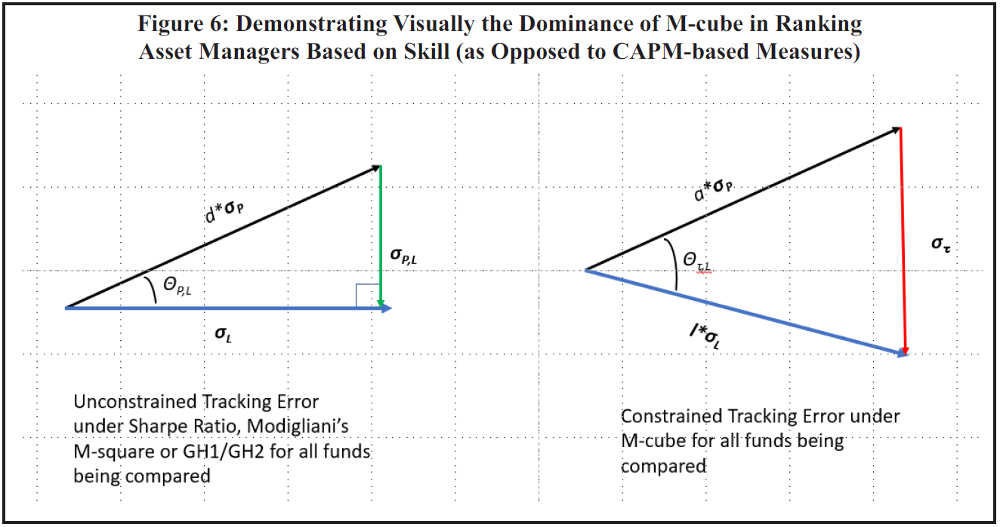 Figure 6: Demonstrating Visually the Dominance of M-cube in Ranking
Asset Managers Based on Skill (as Opposed to CAPM-based Measures)
d*σP
σP,L
ΘP,L
σL
Unconstrained Tracking Error
under Sharpe Ratio, Modigliani’s
M-square or GH1/GH2 for all funds
being compared
a*σP
στ
Θτ,L
l*σL
Constrained Tracking Error under
M-cube for all funds being
compared